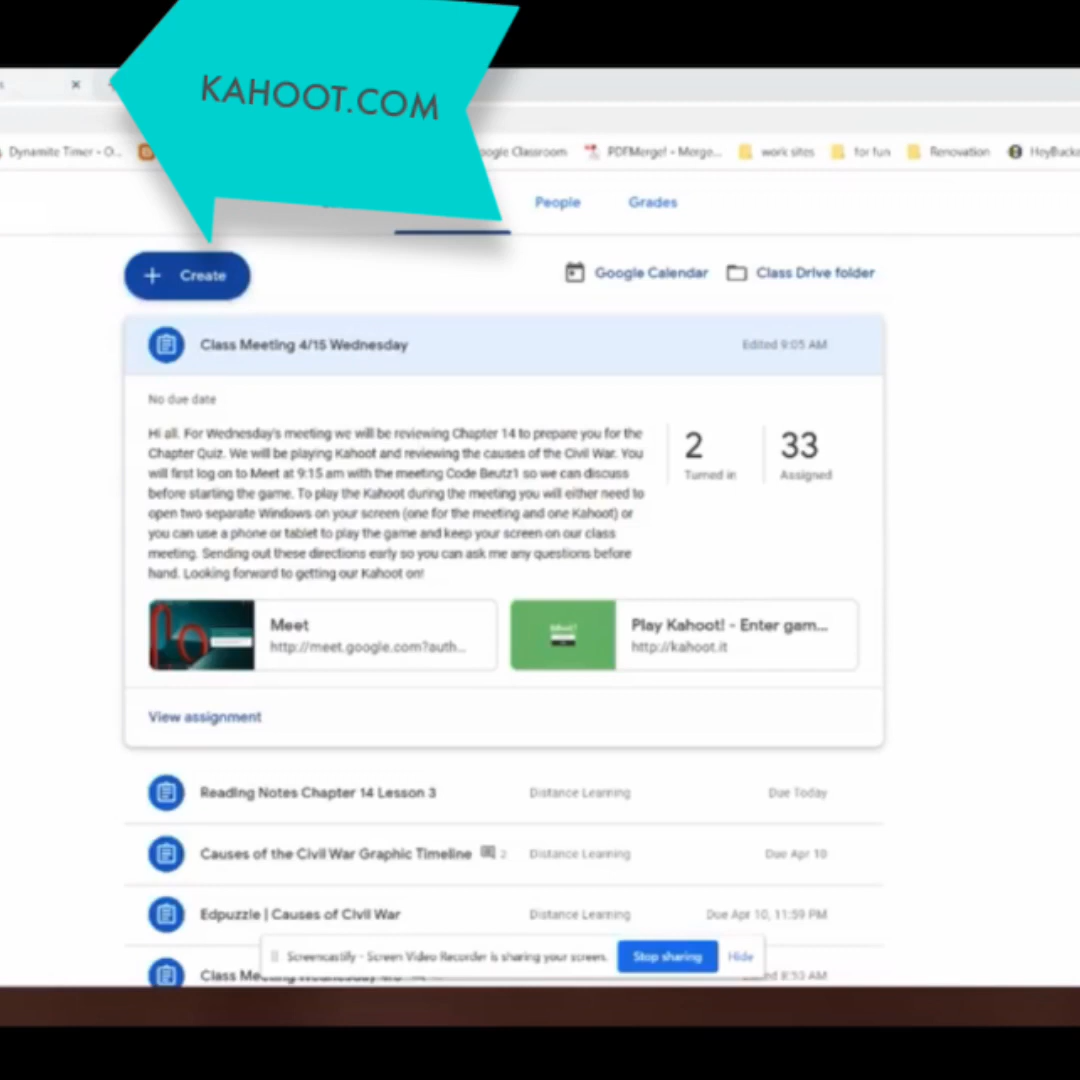 KAHOOT.COM
Dynamite Timer - O...
oogle Classroom
PDFMerge! - Merge...
work sites
for fun
Renovation
People
Grades
Create
Google Calendar
Class Drive folder
Class Meeting 4/15 Wednesday
Edited 9:05 AM
No due date
Hi all. For Wednesday's meeting we will be reviewing Chapter 14 to prepare you for the
Chapter Quiz. We will be playing Kahoot and reviewing the causes of the Civil War. You
will first log on to Meet at 9:15 am with the meeting Code Beutz1 so we can discuss
before starting the game. To play the Kahoot during the meeting you will either need to
open two separate Windows on your screen (one for the meeting and one Kahoot) or
you can use a phone or tablet to play the game and keep your screen on our class
meeting. Sending out these directions early so you can ask me any questions before
hand. Looking forward to getting our Kahoot on!
2
Turned in
33
Assigned
Meet
http://meet.google.com?auth...
Play Kahoot! - Enter gam...
http://kahoot.it
View assignment
Reading Notes Chapter 14 Lesson 3
Distance Learning
Due Today
Causes of the Civil War Graphic Timeline
2
Distance Learning
Due Apr 10
Edpuzzle | Causes of Civil War
Distance Learning
Due Apr 10, 11:59 PM
Screencastify - Screen Video Recorder is sharing your screen.
Stop sharing
Hide
Class Meeting Wednesday
8:53 AM